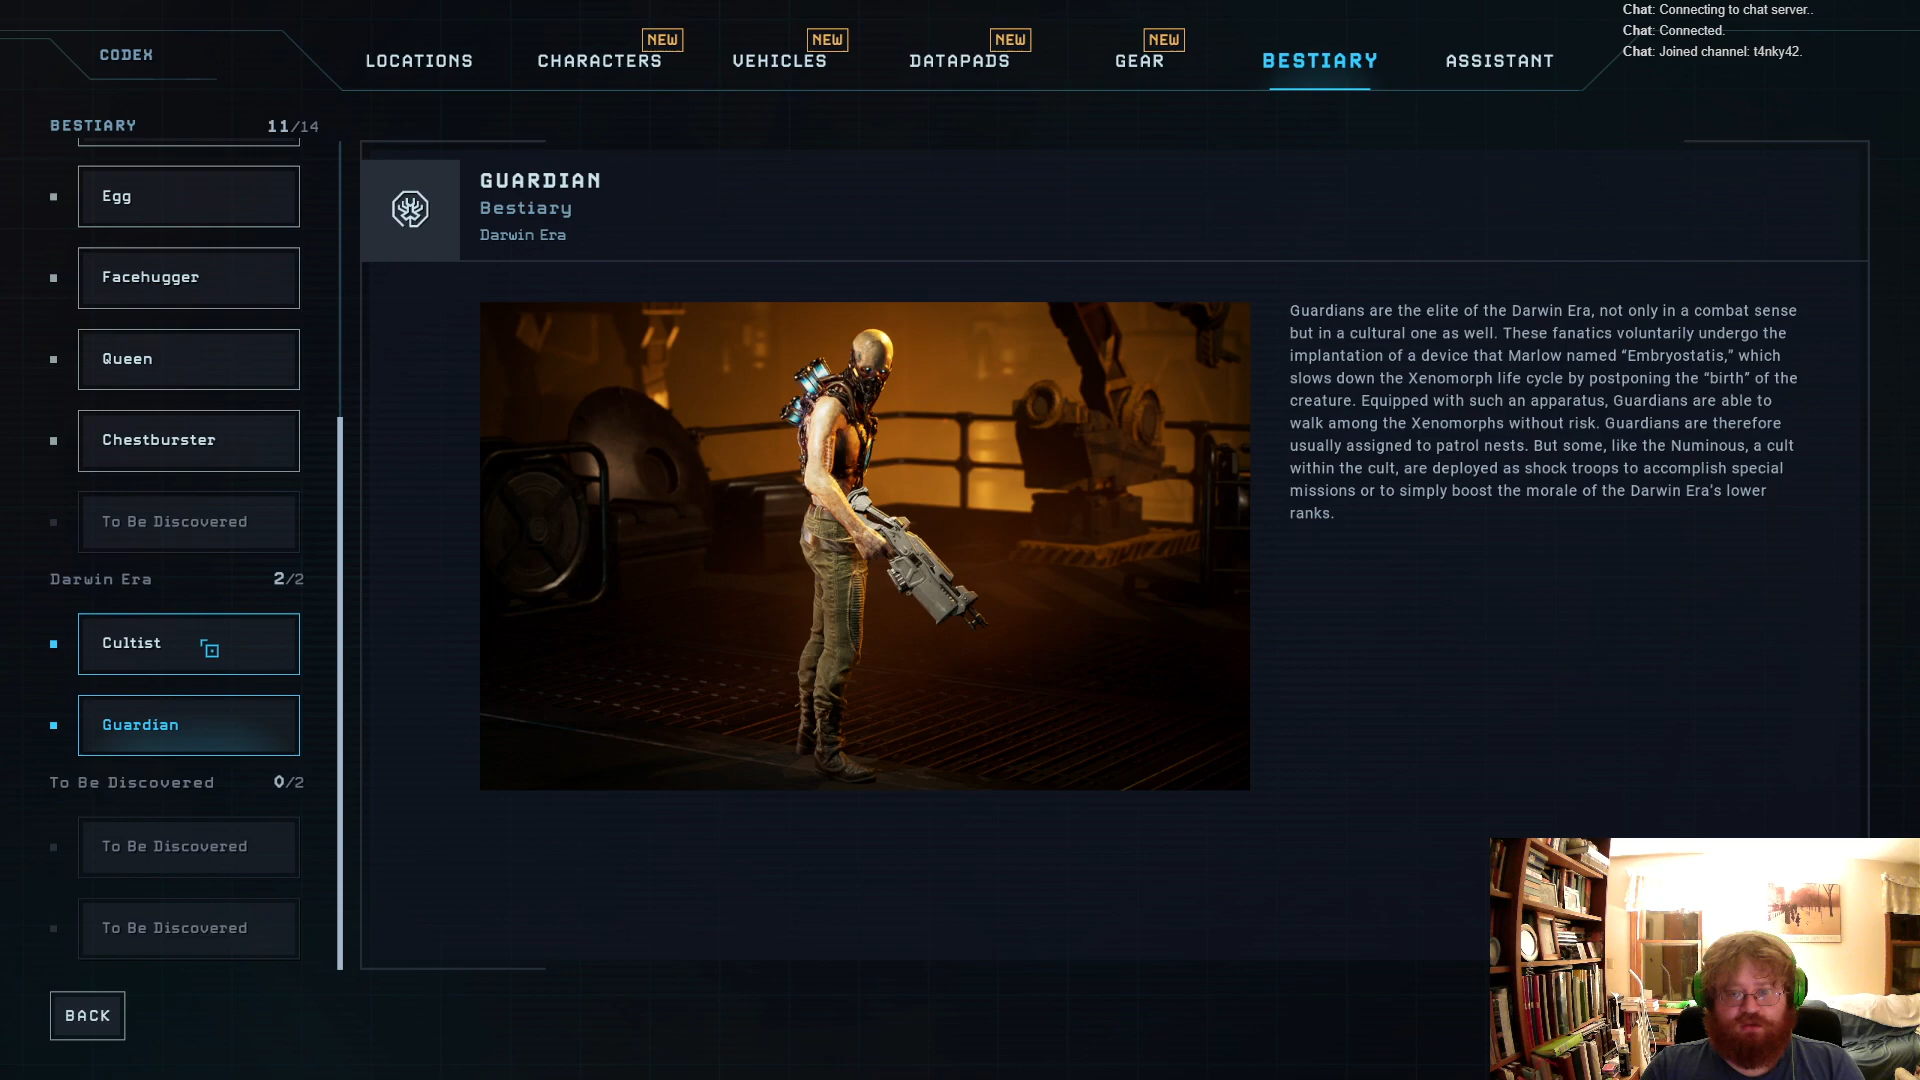 Chat: Connecting to chat server..
Chat: Connected.
Chat: Joined channel: t4nky42.
CODEX
LOCATIONS
CHARACTERS
NEW
VEHICLES
NEW
DATAPADS
NEW
GEAR
NEW
BESTIARY
ASSISTANT
BESTIARY 11/14
Egg
Facehugger
Queen
Chestburster
To Be Discovered
Darwin Era 2/2
Cultist
Guardian
To Be Discovered 0/2
To Be Discovered
To Be Discovered
BACK
GUARDIAN
Bestiary
Darwin Era
Guardians are the elite of the Darwin Era, not only in a combat sense
but in a cultural one as well. These fanatics voluntarily undergo the
implantation of a device that Marlow named “Embryostatis,” which
slows down the Xenomorph life cycle by postponing the “birth” of the
creature. Equipped with such an apparatus, Guardians are able to
walk among the Xenomorphs without risk. Guardians are therefore
usually assigned to patrol nests. But some, like the Numinous, a cult
within the cult, are deployed as shock troops to accomplish special
missions or to simply boost the morale of the Darwin Era's lower
ranks.